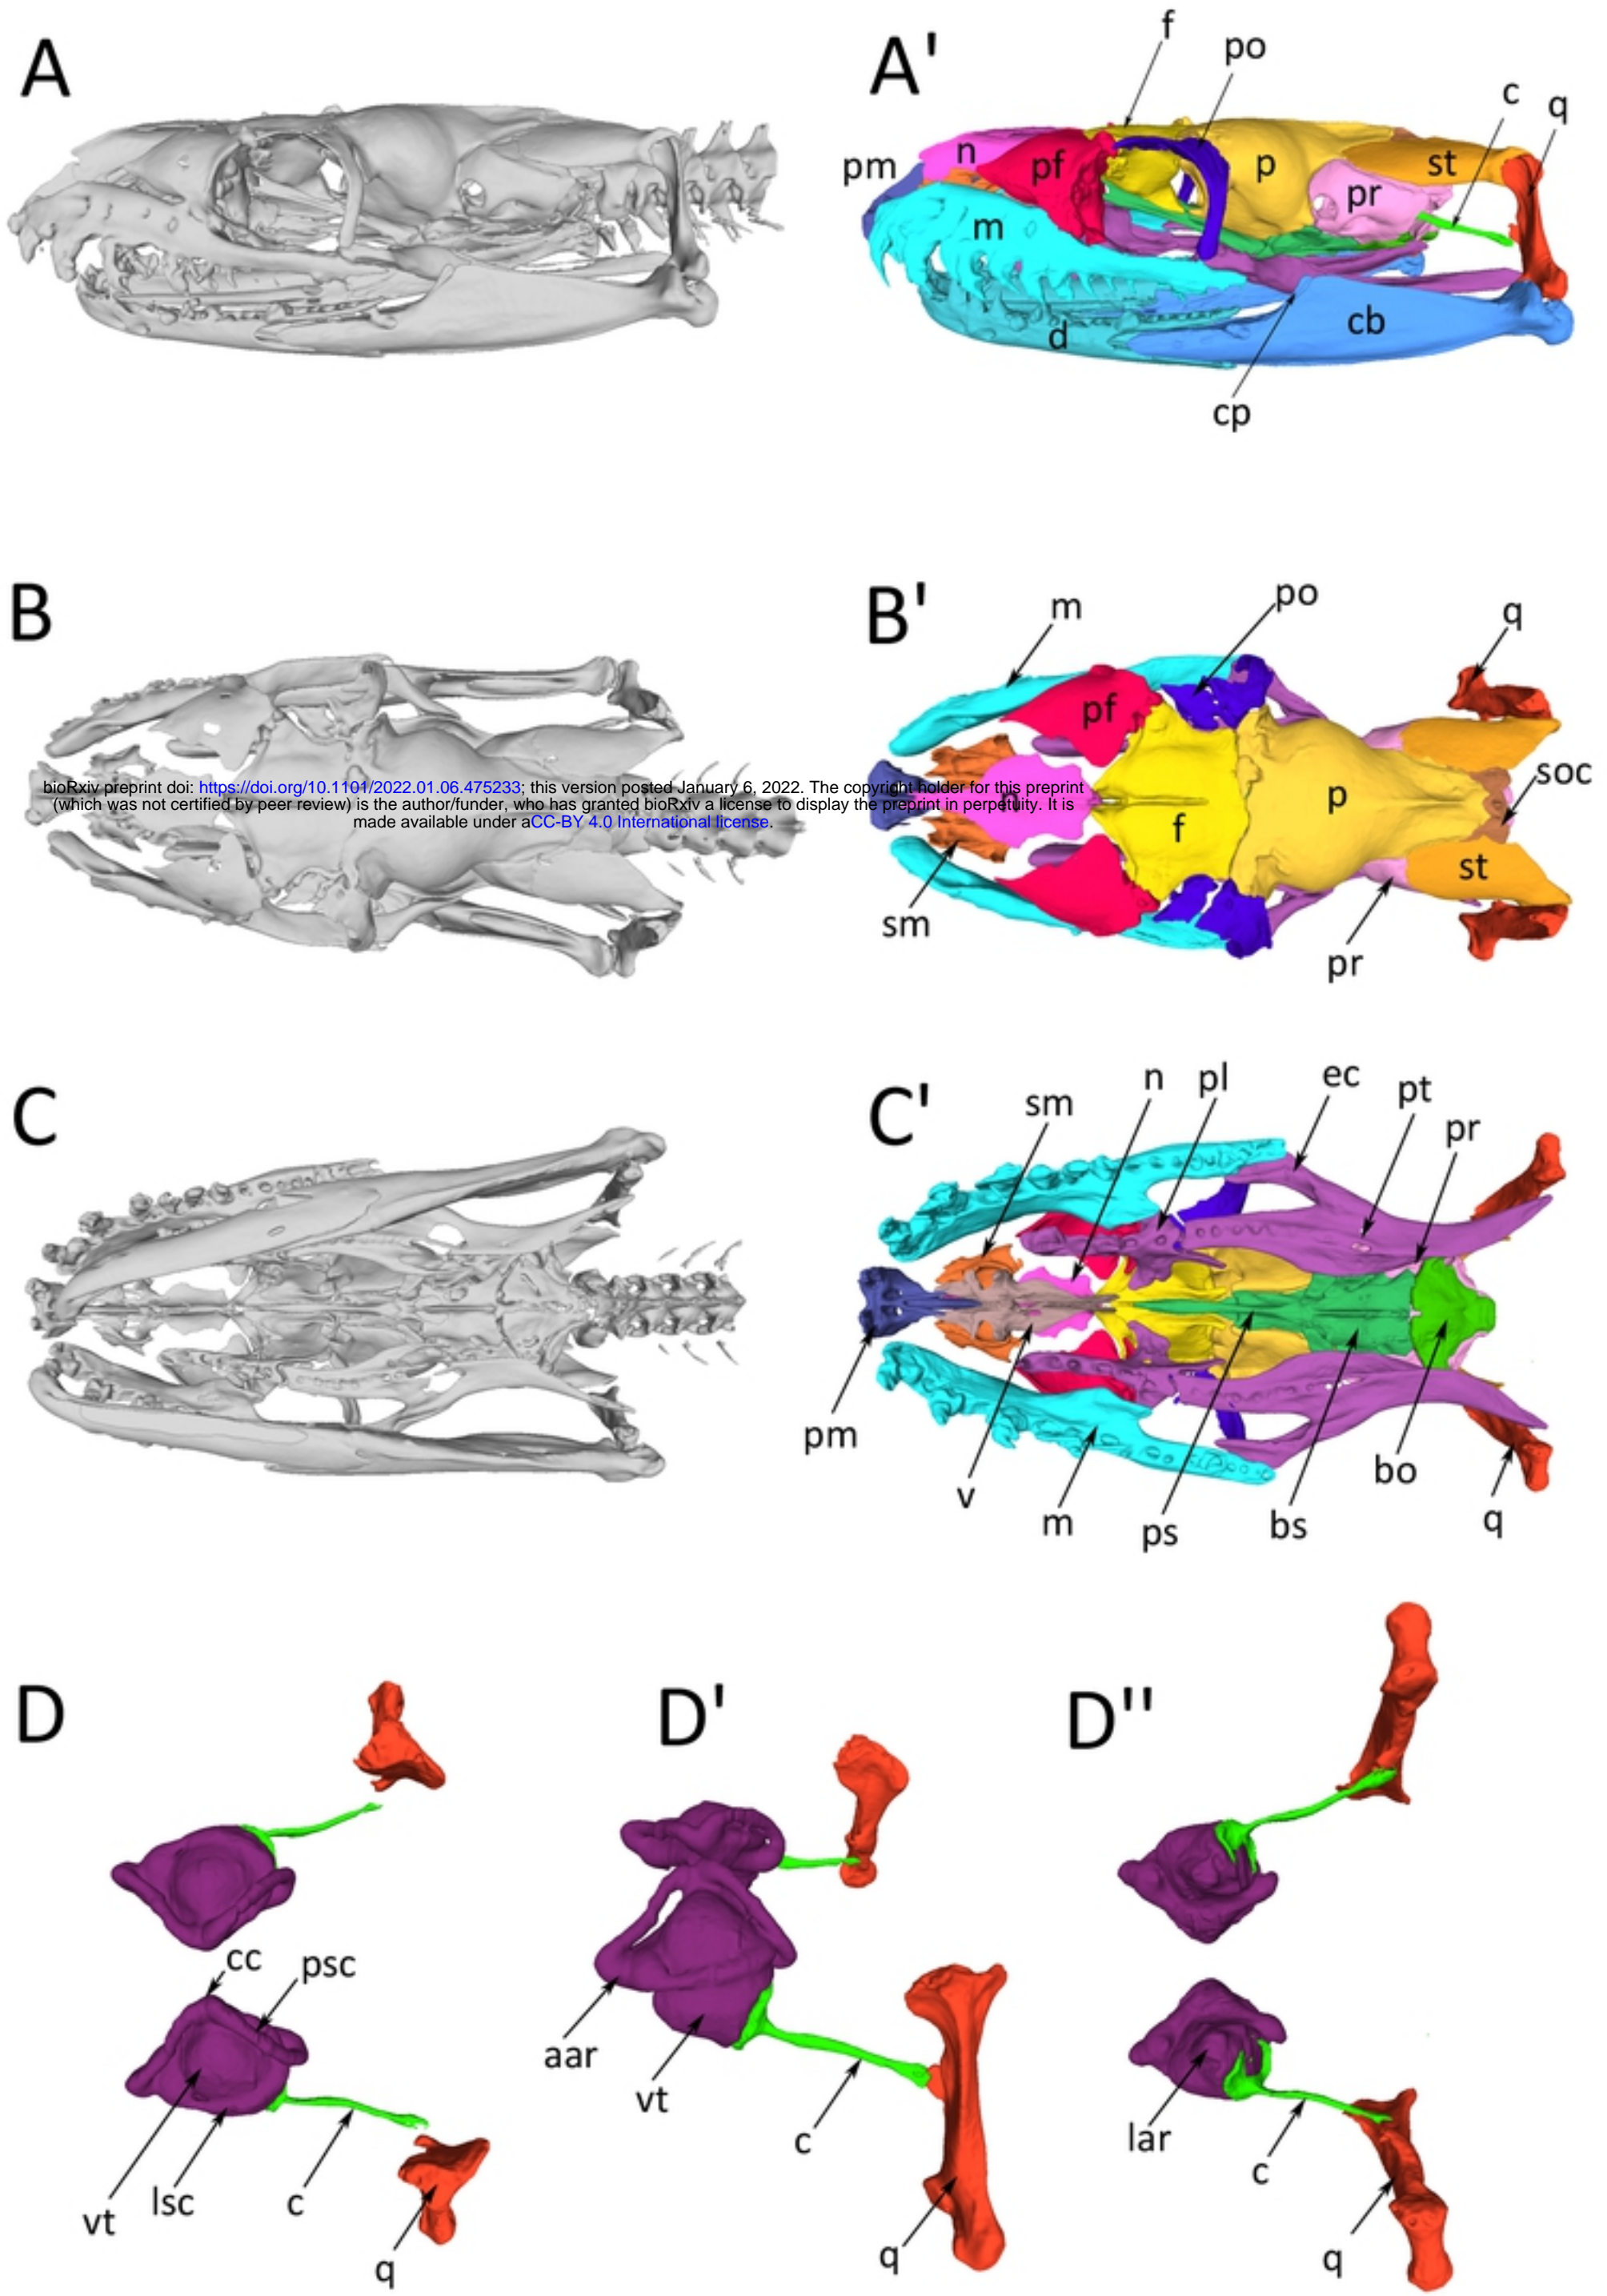 A
A'
f
po
c
q
pm
n
pf
p
st
pr
m
d
cb
cp
B
B'
m
po
q
pf
soc
n
p
f
st
sm
pr
bioRxiv preprint doi: https://doi.org/10.1101/2022.01.06.475233; this version posted January 6, 2022. The copyright holder for this preprint
(which was not certified by peer review) is the author/funder, who has granted bioRxiv a license to display the preprint in perpetuity. It is
made available under aCC-BY 4.0 International license.
C
C'
sm
n
pl
ec
pt
pr
pm
v
m
ps
bs
bo
q
D
D'
D''
cc
psc
vt
lsc
c
q
aar
vt
c
q
lar
c
q